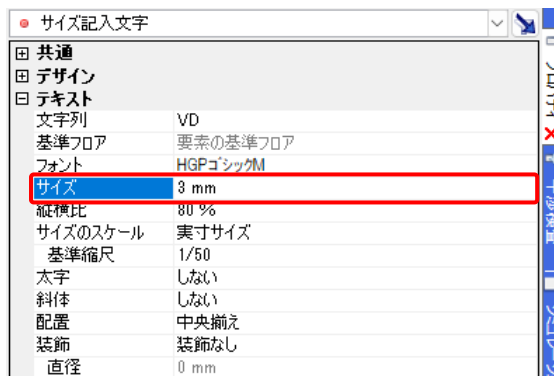 サイズ記入文字
共通
デザイン
テキスト
文字列 VD
基準フロア 要素の基準フロア
フォント HGPゴシックM
サイズ 3 mm
縦横比 80 %
サイズのスケール 実寸サイズ
基準縮尺 1/50
太字 しない
斜体 しない
配置 中央揃え
装飾 装飾なし
直径 0 mm